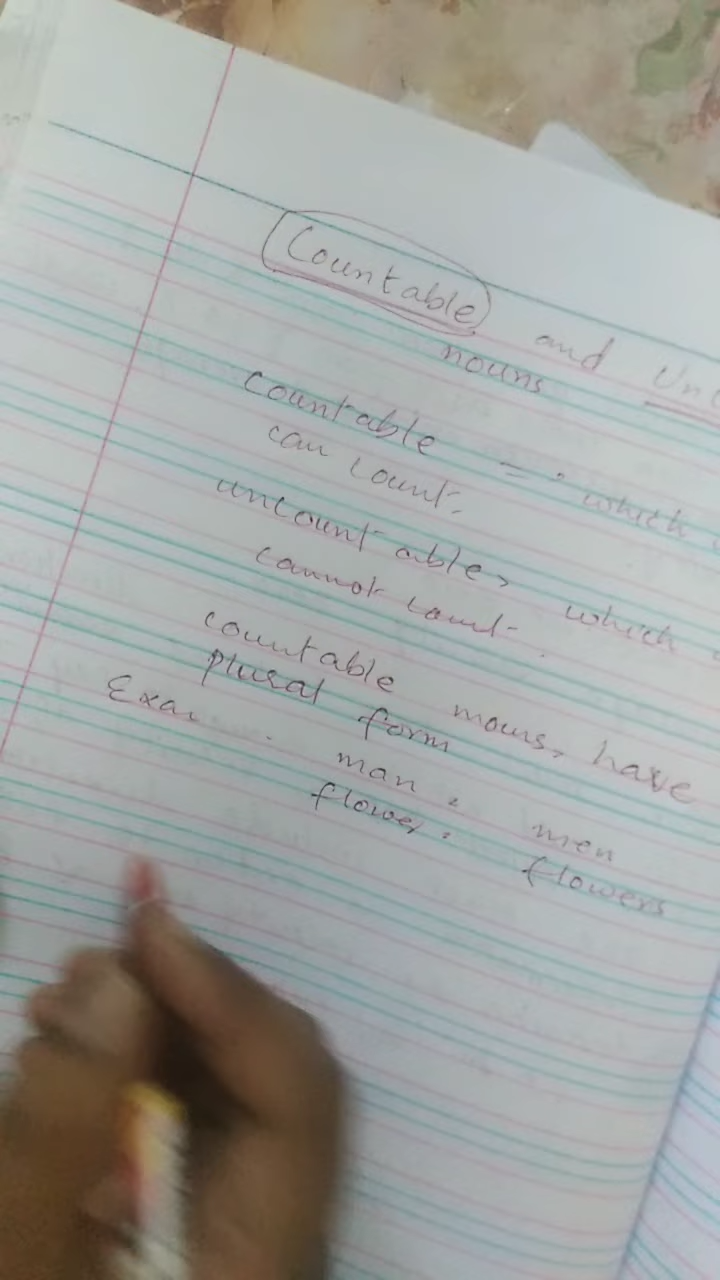 Countable and Un
nouns
Countable = which
can count.
uncountable, which
cannot count.
countable nouns, have
plural form
Exa
man, men
flower, flowers